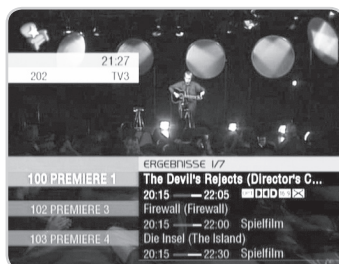 21:27
202 TV3
ERGEBNISSE 1/7
100 PREMIERE 1
The Devil's Rejects (Director's C...
20:15 22:05
102 PREMIERE 3
Firewall (Firewall)
20:15 22:00 Spielfilm
103 PREMIERE 4
Die Insel (The Island)
20:15 22:30 Spielfilm